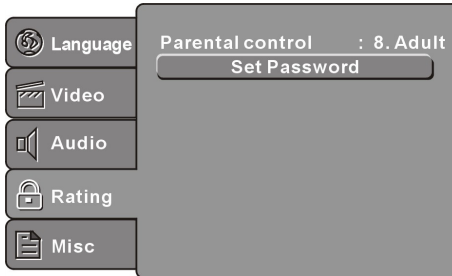 Language
Video
Audio
Rating
Misc
Parental control : 8. Adult
Set Password